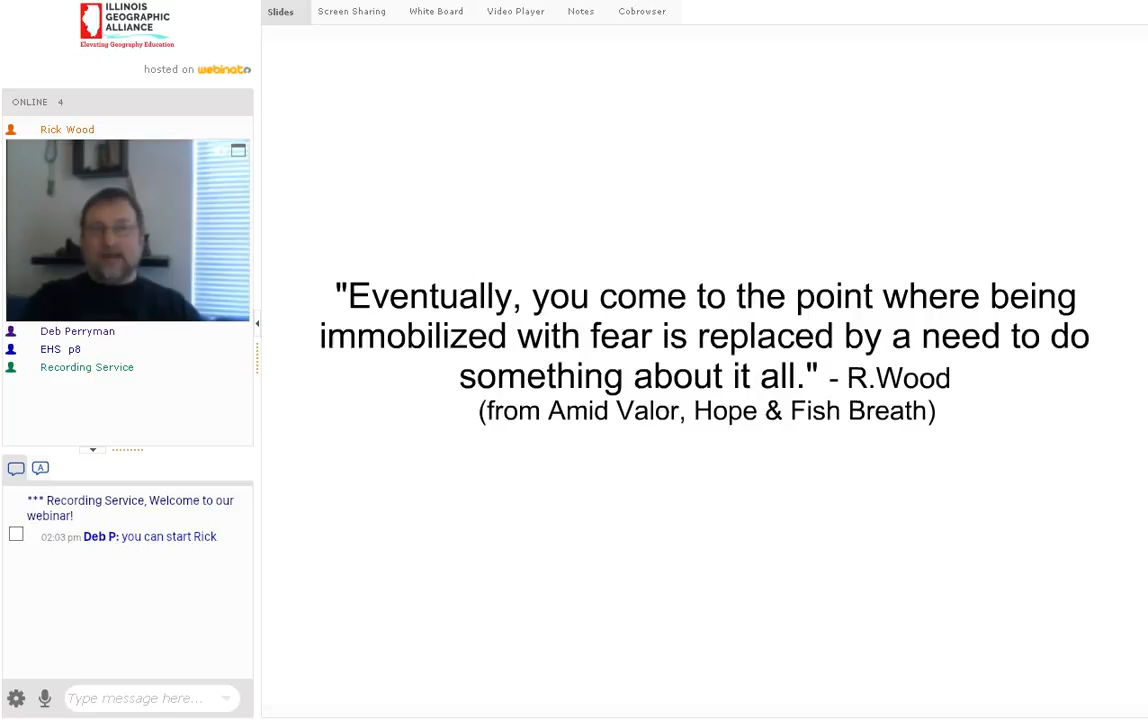 ILLINOIS
GEOGRAPHIC
ALLIANCE
Elevating Geography Education
hosted on webinato
ONLINE 4
Rick Wood
Deb Perryman
EHS p8
Recording Service
*** Recording Service, Welcome to our
webinar!
02:03 pm Deb P: you can start Rick
Type message here...
Slides Screen Sharing White Board Video Player Notes Cobrowser
"Eventually, you come to the point where being
immobilized with fear is replaced by a need to do
something about it all." - R.Wood
(from Amid Valor, Hope & Fish Breath)